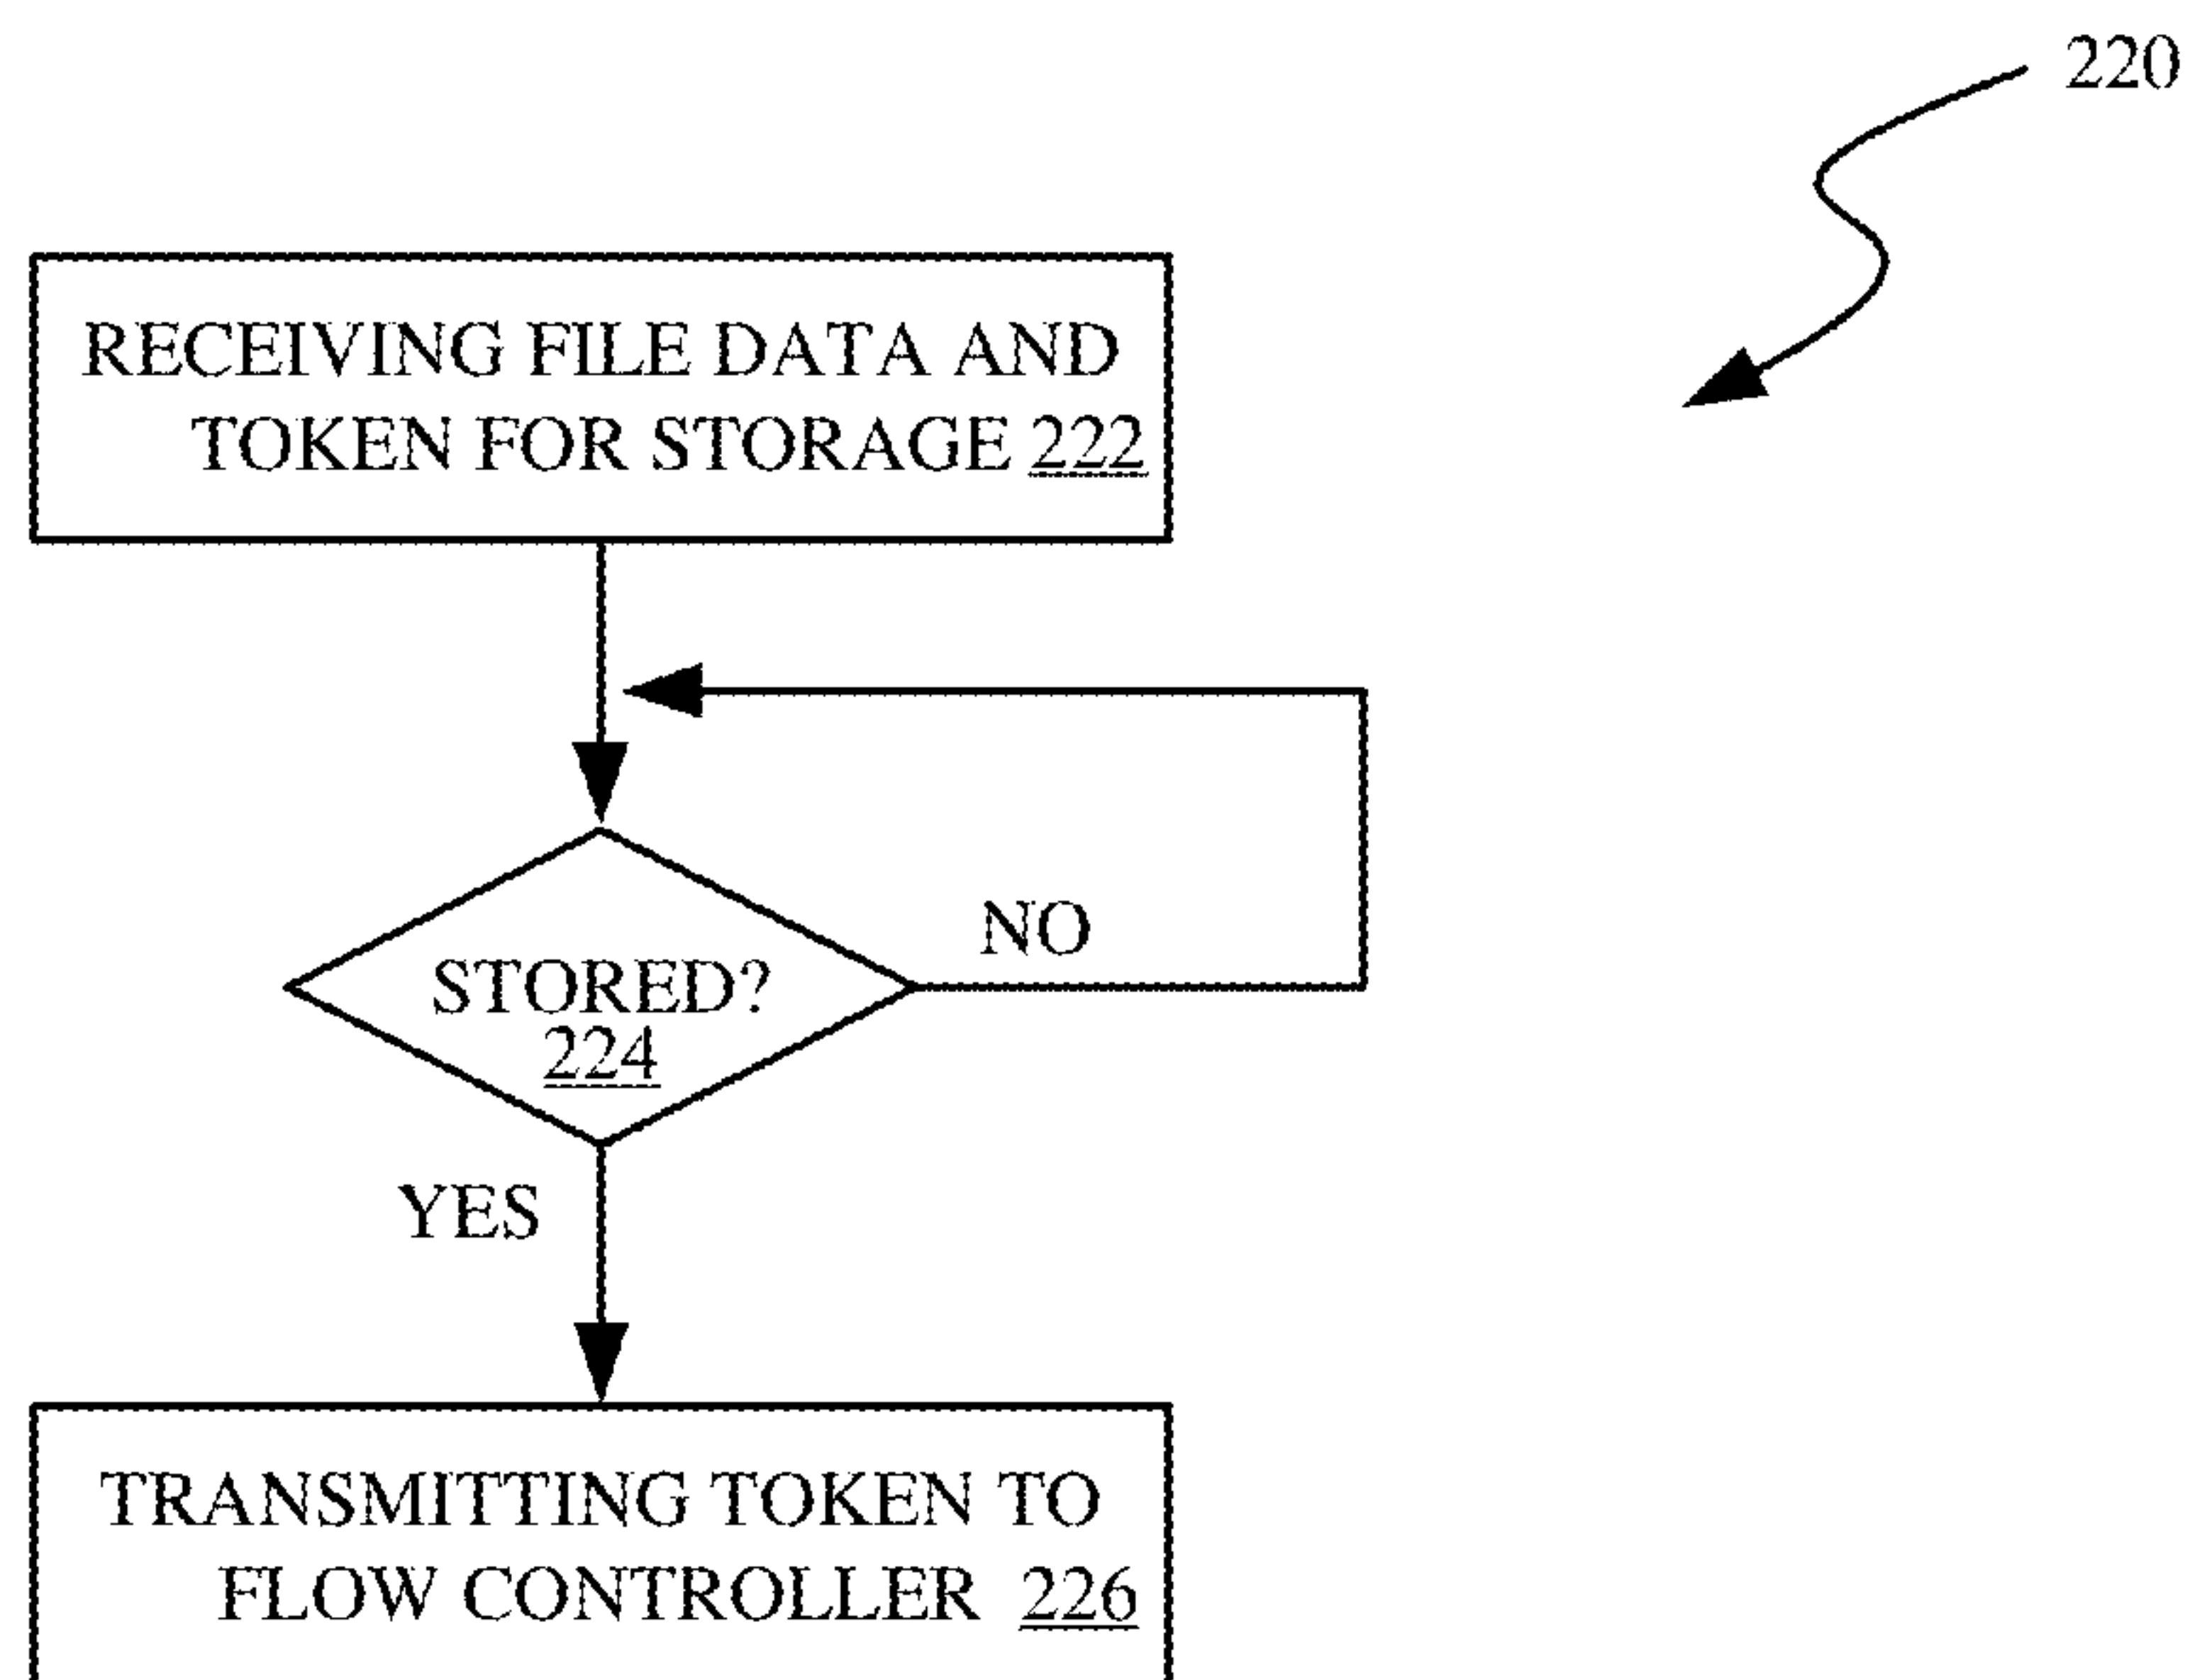 220
RECEIVING FILE DATA AND
TOKEN FOR STORAGE 222
NO
STORED?
224
YES
TRANSMITTING TOKEN TO
FLOW CONTROLLER 226